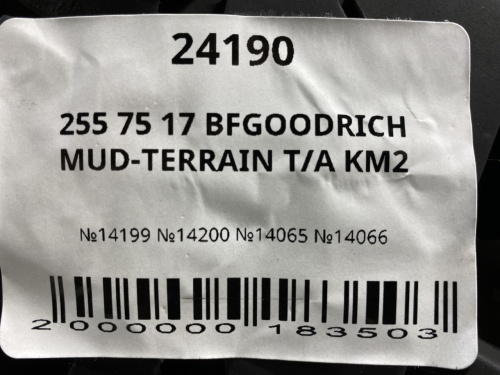 24190
255 75 17 BFGOODRICH
MUD-TERRAIN T/A KM2
№14199 №14200 №14065 №14066
2 000000 183503